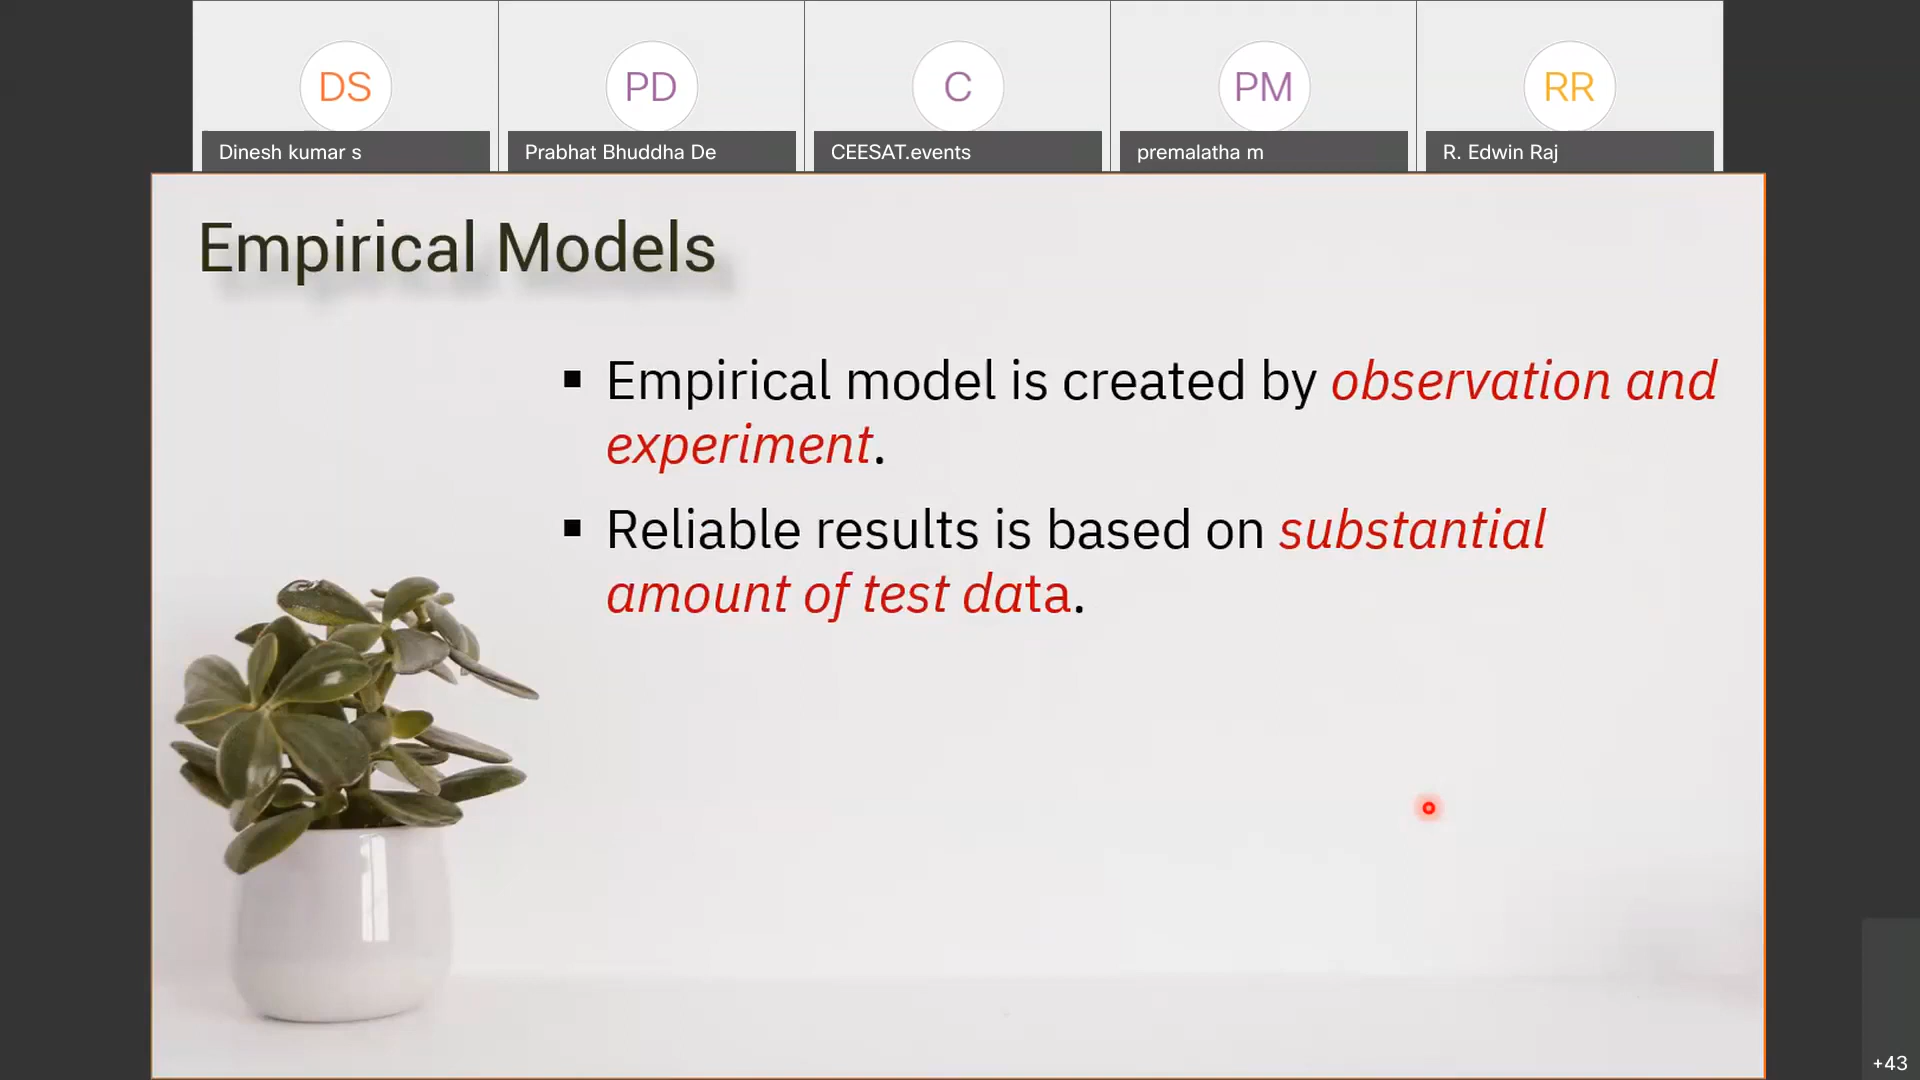 DS
PD
C
PM
RR
Dinesh kumar s
Prabhat Bhuddha De
CEESAT.events
premalatha m
R. Edwin Raj
Empirical Models
▪ Empirical model is created by observation and
experiment.
▪ Reliable results is based on substantial
amount of test data.
+43